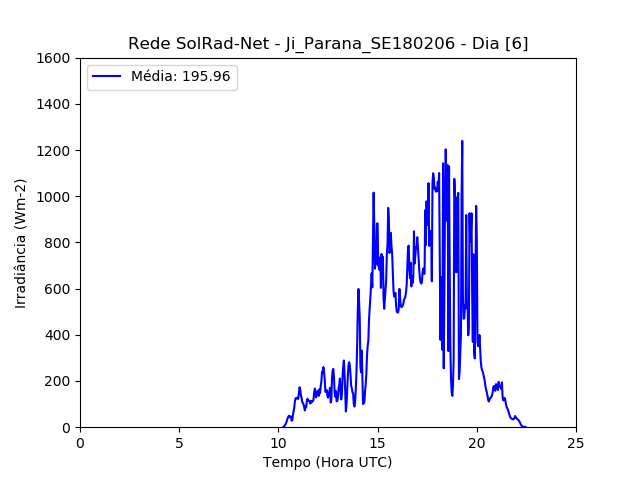 Rede SolRad-Net - Ji_Parana_SE180206 - Dia [6]
Média: 195.96
1600
1400
1200
1000
800
600
400
200
0
Irradiância (Wm-2)
0 5 10 15 20 25
Tempo (Hora UTC)